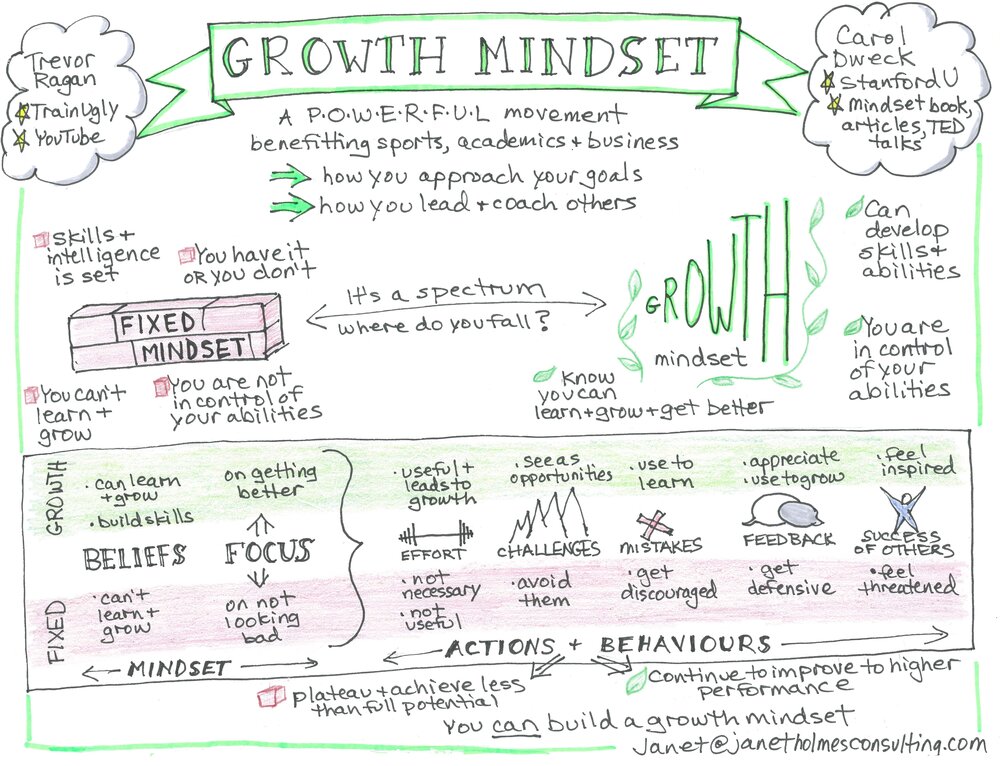 GROWTH MINDSET
Trevor
Ragan
TrainUgly
YouTube
Carol
Dweck
Stanford U
mindset book,
articles, TED
talks
A P.O.W.E.R.F.U.L movement
benefitting sports, academics + business
how you approach your goals
how you lead + coach others
skills +
intelligence
is set
You have it
OR you don't
FIXED
MINDSET
You can't
learn +
grow
You are not
in control of
your abilities
It's a spectrum
where do you fall?
GROWTH
mindset
Can
develop
skills +
abilities
You are
in control
of your
abilities
Know
you can
learn + grow + get better
GROWTH
· can learn
+ grow
· build skills
on getting
better
· useful +
leads to
growth
· see as
opportunities
· use to
learn
· appreciate
· use to grow
· feel
inspired
BELIEFS
FOCUS
EFFORT
CHALLENGES
MISTAKES
FEEDBACK
SUCCESS
OF OTHERS
FIXED
· can't
learn +
grow
on not
looking
bad
· not
necessary
· not
useful
· avoid
them
· get
discouraged
· get
defensive
· feel
threatened
MINDSET
ACTIONS + BEHAVIOURS
plateau + achieve less
than full potential
Continue to improve to higher
performance
You can build a growth mindset
janet@janetholmesconsulting.com